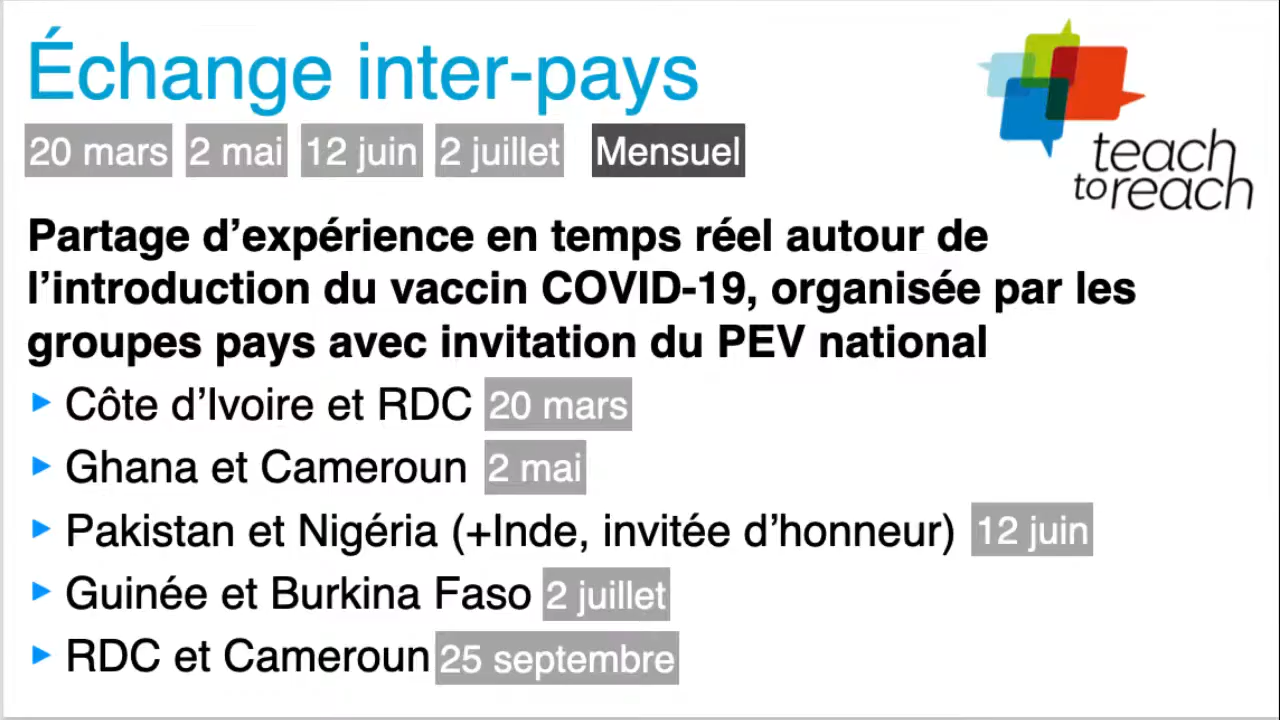 Échange inter-pays
20 mars 2 mai 12 juin 2 juillet Mensuel
teach
to reach
Partage d’expérience en temps réel autour de
l’introduction du vaccin COVID-19, organisée par les
groupes pays avec invitation du PEV national
Côte d’Ivoire et RDC 20 mars
Ghana et Cameroun 2 mai
Pakistan et Nigéria (+Inde, invitée d’honneur) 12 juin
Guinée et Burkina Faso 2 juillet
RDC et Cameroun 25 septembre